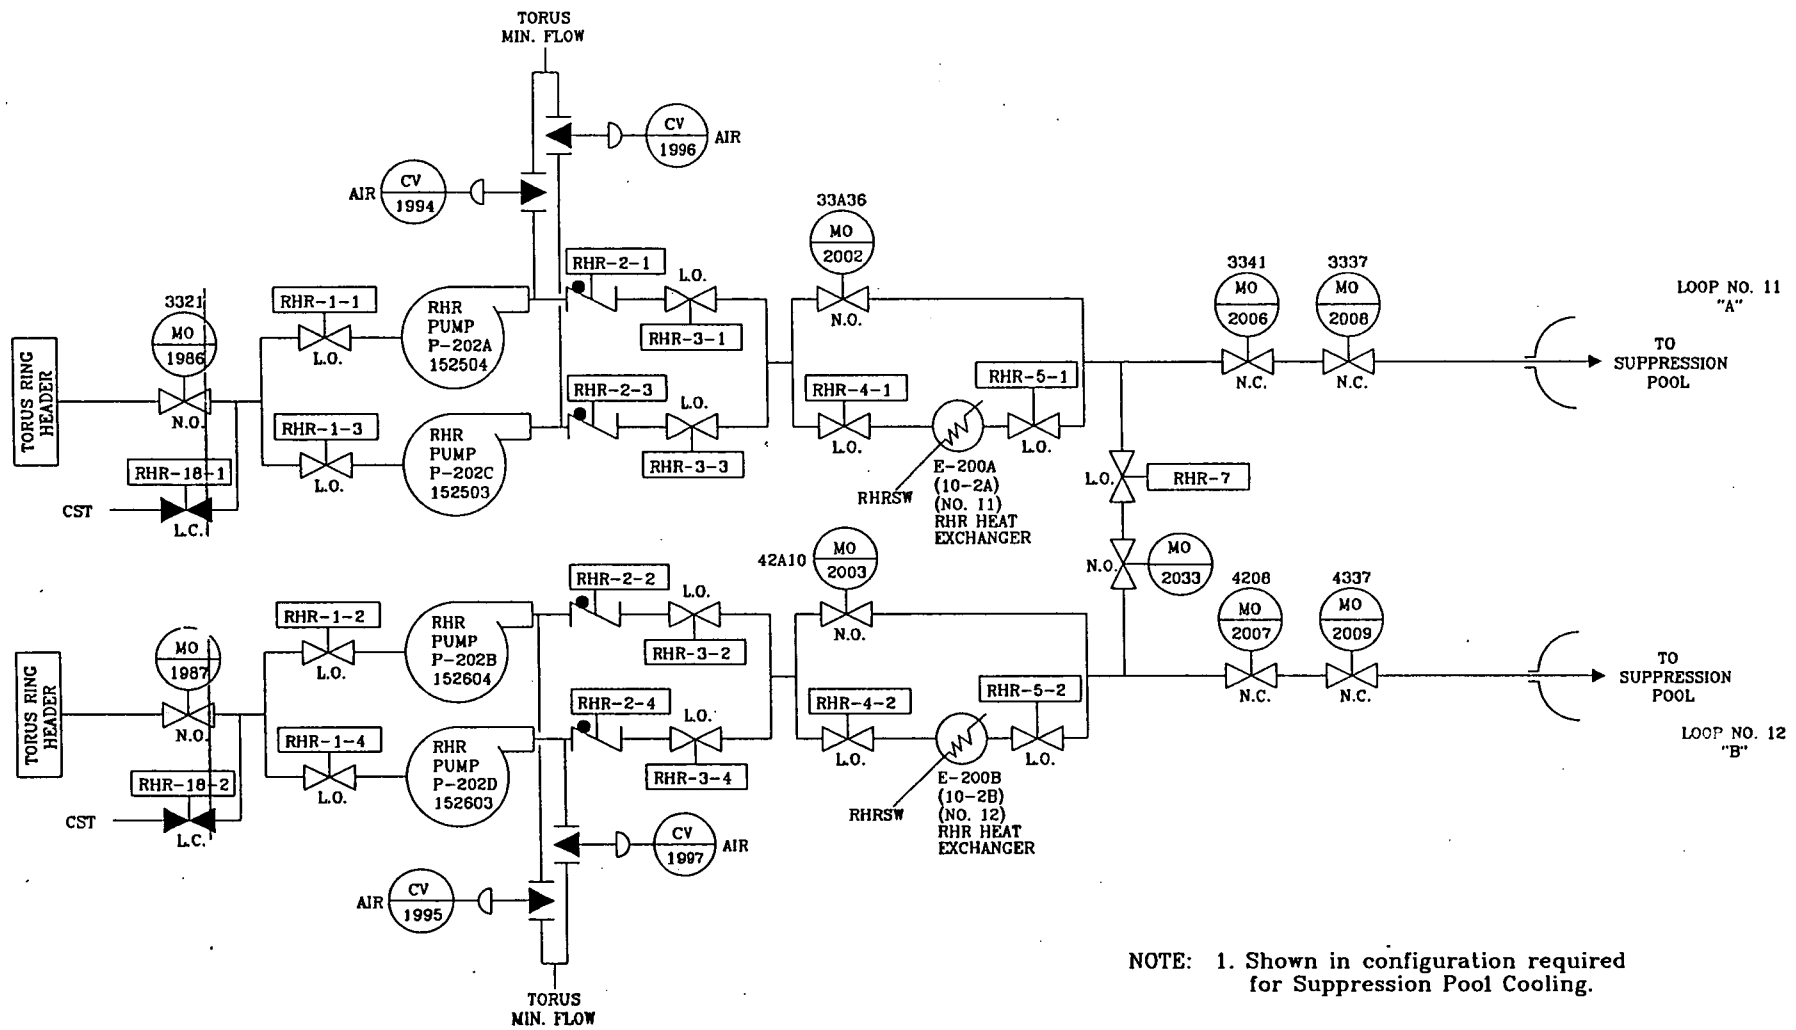 TORUS
MIN. FLOW
CV
1996
AIR
AIR
CV
1994
33A36
MO
2002
N.O.
RHR-2-1
L.O.
RHR-3-1
3321
MO
1986
N.O.
RHR-1-1
L.O.
RHR
PUMP
P-202A
152504
3341
MO
2006
N.C.
3337
MO
2008
N.C.
LOOP NO. 11
"A"
TO
SUPPRESSION
POOL
TORUS RING
HEADER
RHR-1-3
L.O.
RHR
PUMP
P-202C
152503
RHR-2-3
L.O.
RHR-3-3
RHR-4-1
L.O.
RHR-5-1
L.O.
RHR-18-1
CST
L.C.
RHRSW
E-200A
(10-2A)
(NO. 11)
RHR HEAT
EXCHANGER
L.O.
RHR-7
N.O.
MO
2033
42A10
MO
2003
N.O.
RHR-2-2
L.O.
RHR-3-2
MO
1987
N.O.
RHR-1-2
L.O.
RHR
PUMP
P-202B
152604
4208
MO
2007
N.C.
4337
MO
2009
N.C.
TO
SUPPRESSION
POOL
LOOP NO. 12
"B"
TORUS RING
HEADER
RHR-1-4
L.O.
RHR
PUMP
P-202D
152603
RHR-2-4
L.O.
RHR-3-4
RHR-4-2
L.O.
RHR-5-2
L.O.
RHR-18-2
CST
L.C.
RHRSW
E-200B
(10-2B)
(NO. 12)
RHR HEAT
EXCHANGER
CV
1997
AIR
AIR
CV
1995
TORUS
MIN. FLOW
NOTE: 1. Shown in configuration required
for Suppression Pool Cooling.